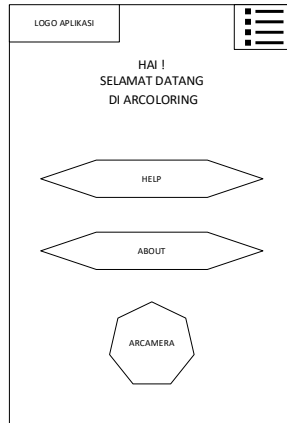 LOGO APLIKASI
HAI !
SELAMAT DATANG
DI ARCOLORING
HELP
ABOUT
ARCAMERA